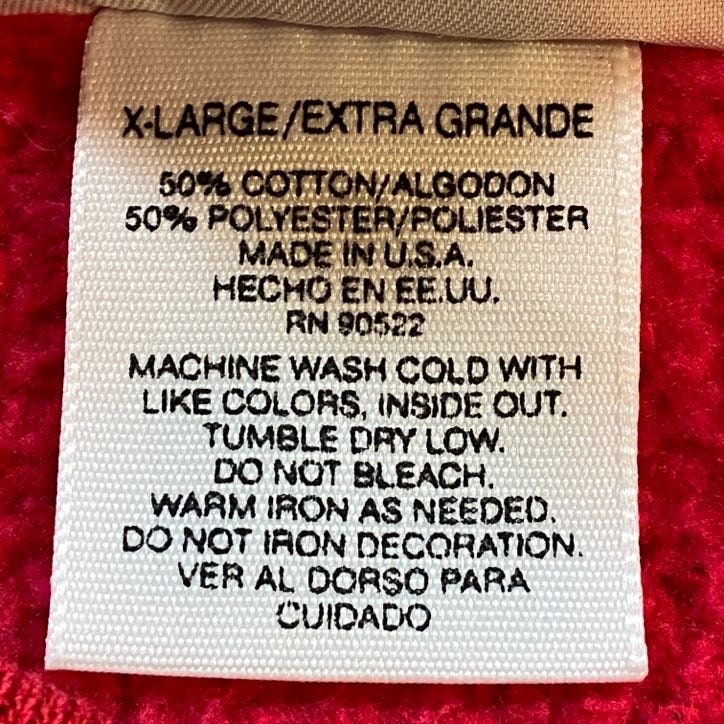 X-LARGE/EXTRA GRANDE
50% COTTON/ALGODON
50% POLYESTER/POLIESTER
MADE IN U.S.A.
HECHO EN EE.UU.
RN 90522
MACHINE WASH COLD WITH
LIKE COLORS, INSIDE OUT.
TUMBLE DRY LOW.
DO NOT BLEACH.
WARM IRON AS NEEDED.
DO NOT IRON DECORATION.
VER AL DORSO PARA
CUIDADO